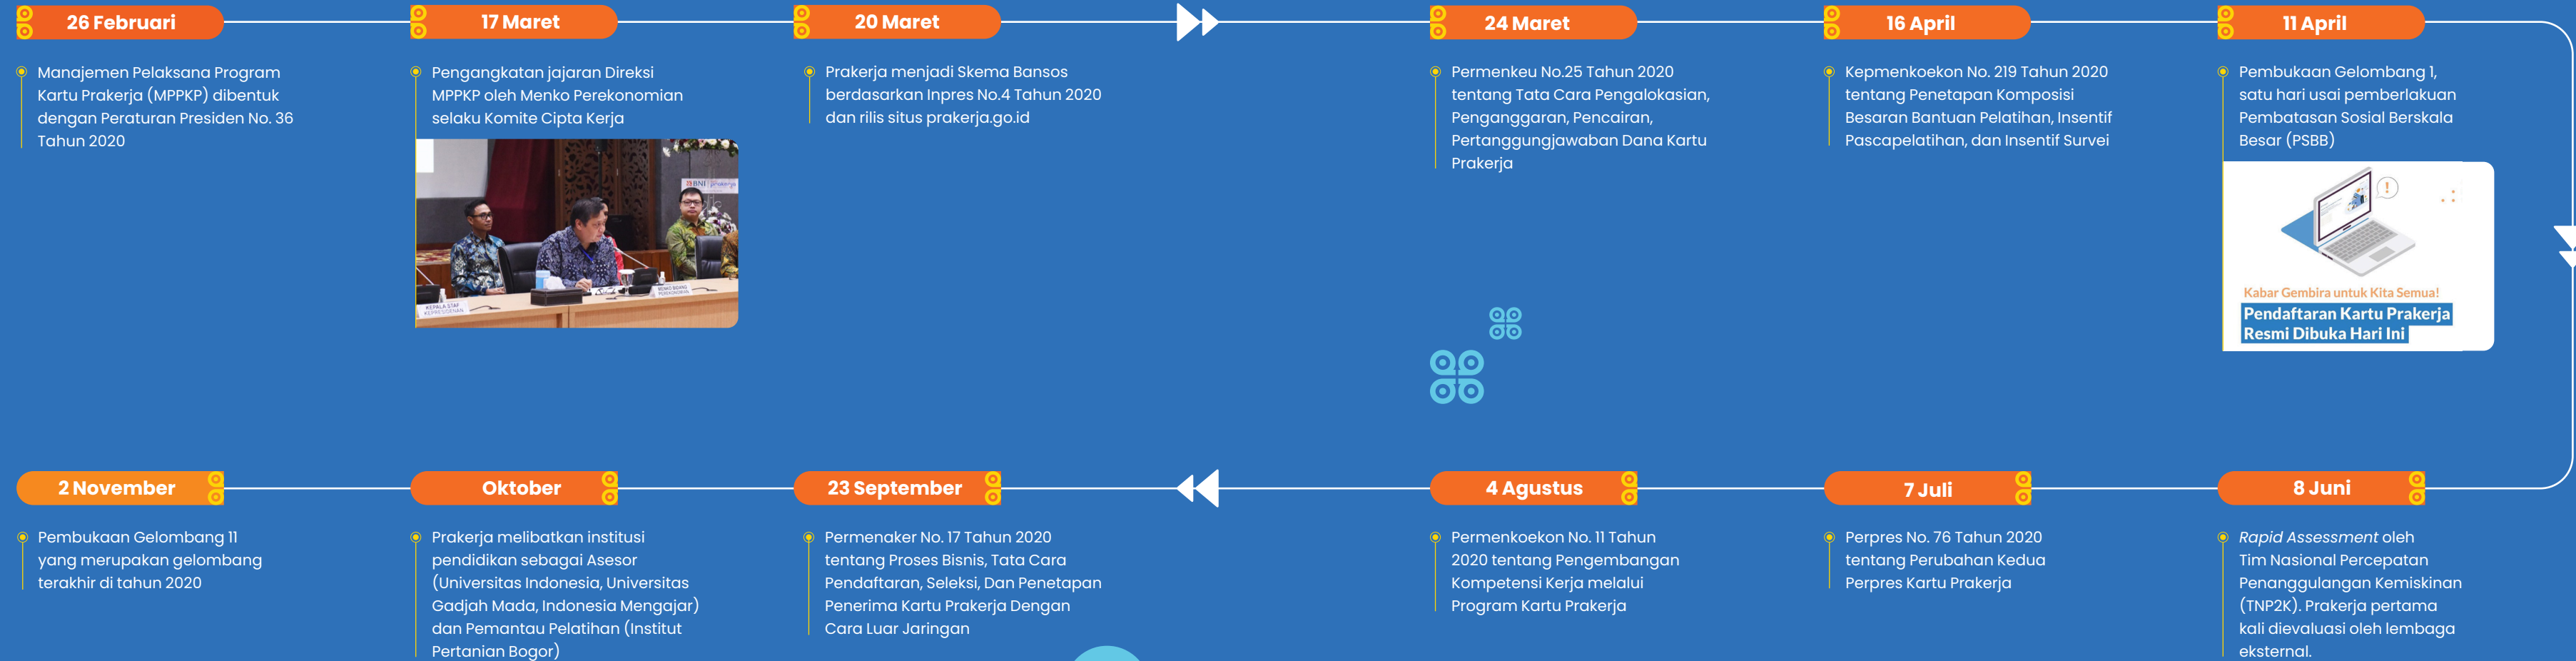 26 Februari
Manajemen Pelaksana Program
Kartu Prakerja (MPPKP) dibentuk
dengan Peraturan Presiden No. 36
Tahun 2020
17 Maret
Pengangkatan jajaran Direksi
MPPKP oleh Menko Perekonomian
selaku Komite Cipta Kerja
BNI prakerja
KEPALA STAF
KEPRESIDENAN
MENKO BIDANG
PEREKONOMIAN
20 Maret
Prakerja menjadi Skema Bansos
berdasarkan Inpres No.4 Tahun 2020
dan rilis situs prakerja.go.id
24 Maret
Permenkeu No.25 Tahun 2020
tentang Tata Cara Pengalokasian,
Penganggaran, Pencairan,
Pertanggungjawaban Dana Kartu
Prakerja
16 April
Kepmenkoekon No. 219 Tahun 2020
tentang Penetapan Komposisi
Besaran Bantuan Pelatihan, Insentif
Pascapelatihan, dan Insentif Survei
11 April
Pembukaan Gelombang 1,
satu hari usai pemberlakuan
Pembatasan Sosial Berskala
Besar (PSBB)
Kabar Gembira untuk Kita Semua!
Pendaftaran Kartu Prakerja
Resmi Dibuka Hari Ini
8 Juni
Rapid Assessment oleh
Tim Nasional Percepatan
Penanggulangan Kemiskinan
(TNP2K). Prakerja pertama
kali dievaluasi oleh lembaga
eksternal.
7 Juli
Perpres No. 76 Tahun 2020
tentang Perubahan Kedua
Perpres Kartu Prakerja
4 Agustus
Permenkoekon No. 11 Tahun
2020 tentang Pengembangan
Kompetensi Kerja melalui
Program Kartu Prakerja
23 September
Permenaker No. 17 Tahun 2020
tentang Proses Bisnis, Tata Cara
Pendaftaran, Seleksi, Dan Penetapan
Penerima Kartu Prakerja Dengan
Cara Luar Jaringan
Oktober
Prakerja melibatkan institusi
pendidikan sebagai Asesor
(Universitas Indonesia, Universitas
Gadjah Mada, Indonesia Mengajar)
dan Pemantau Pelatihan (Institut
Pertanian Bogor)
2 November
Pembukaan Gelombang 11
yang merupakan gelombang
terakhir di tahun 2020